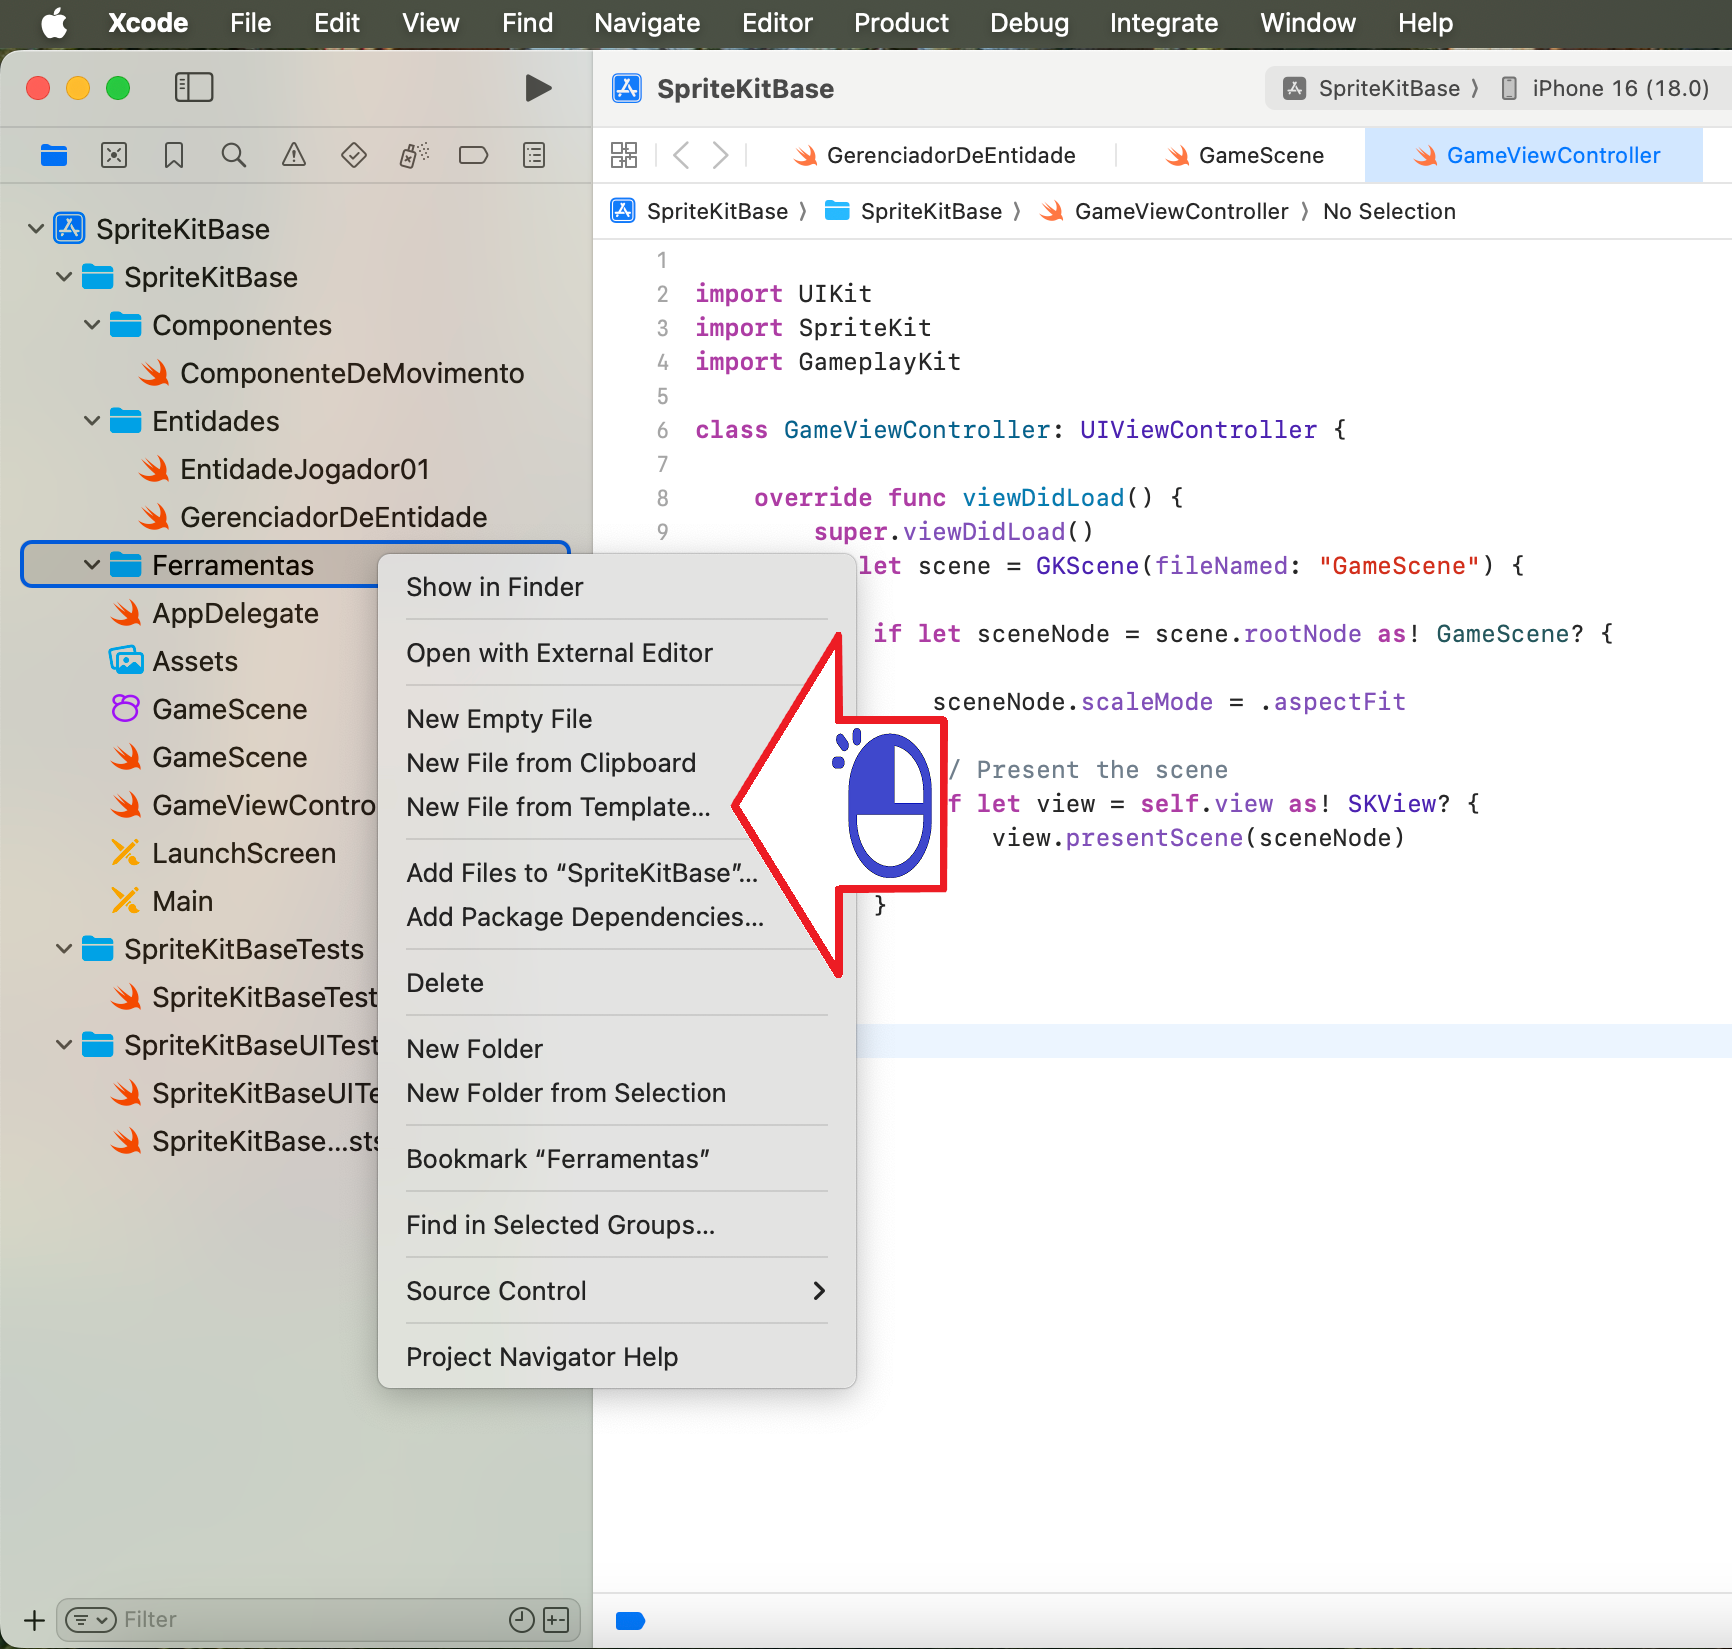 Xcode File Edit View Find Navigate Editor Product Debug Integrate Window Help
SpriteKitBase
SpriteKitBase 〉 iPhone 16 (18.0)
GerenciadorDeEntidade GameScene GameViewController
SpriteKitBase 〉 SpriteKitBase 〉 GameViewController 〉 No Selection
SpriteKitBase
SpriteKitBase
Componentes
ComponenteDeMovimento
Entidades
EntidadeJogador01
GerenciadorDeEntidade
Ferramentas
AppDelegate
Assets
GameScene
GameScene
GameViewContro
LaunchScreen
Main
SpriteKitBaseTests
SpriteKitBaseTest
SpriteKitBaseUITest
SpriteKitBaseUITe
SpriteKitBase...sts
Filter
Show in Finder
Open with External Editor
New Empty File
New File from Clipboard
New File from Template...
Add Files to “SpriteKitBase”...
Add Package Dependencies...
Delete
New Folder
New Folder from Selection
Bookmark “Ferramentas”
Find in Selected Groups...
Source Control
Project Navigator Help
1
2 import UIKit
3 import SpriteKit
4 import GameplayKit
5
6 class GameViewController: UIViewController {
7
8 override func viewDidLoad() {
9 super.viewDidLoad()
let scene = GKScene(fileNamed: "GameScene") {
if let sceneNode = scene.rootNode as! GameScene? {
sceneNode.scaleMode = .aspectFit
/ Present the scene
f let view = self.view as! SKView? {
view.presentScene(sceneNode)
}